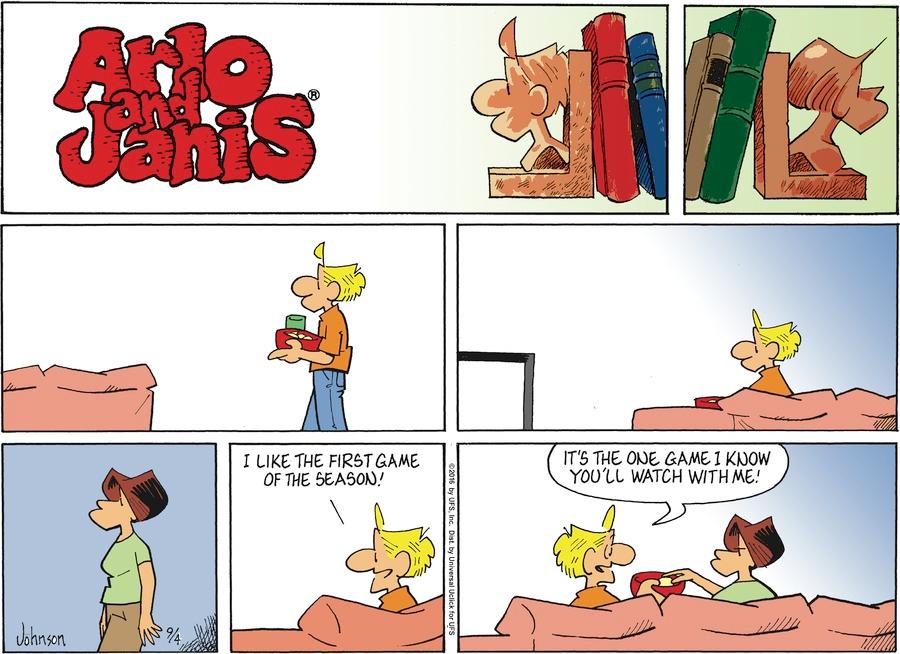 Arlo
and
Janis®
I LIKE THE FIRST GAME
OF THE SEASON!
IT'S THE ONE GAME I KNOW
YOU'LL WATCH WITH ME!
Johnson
9/4
©2016 by UFS, Inc. Dist. by Universal Uclick for UFS